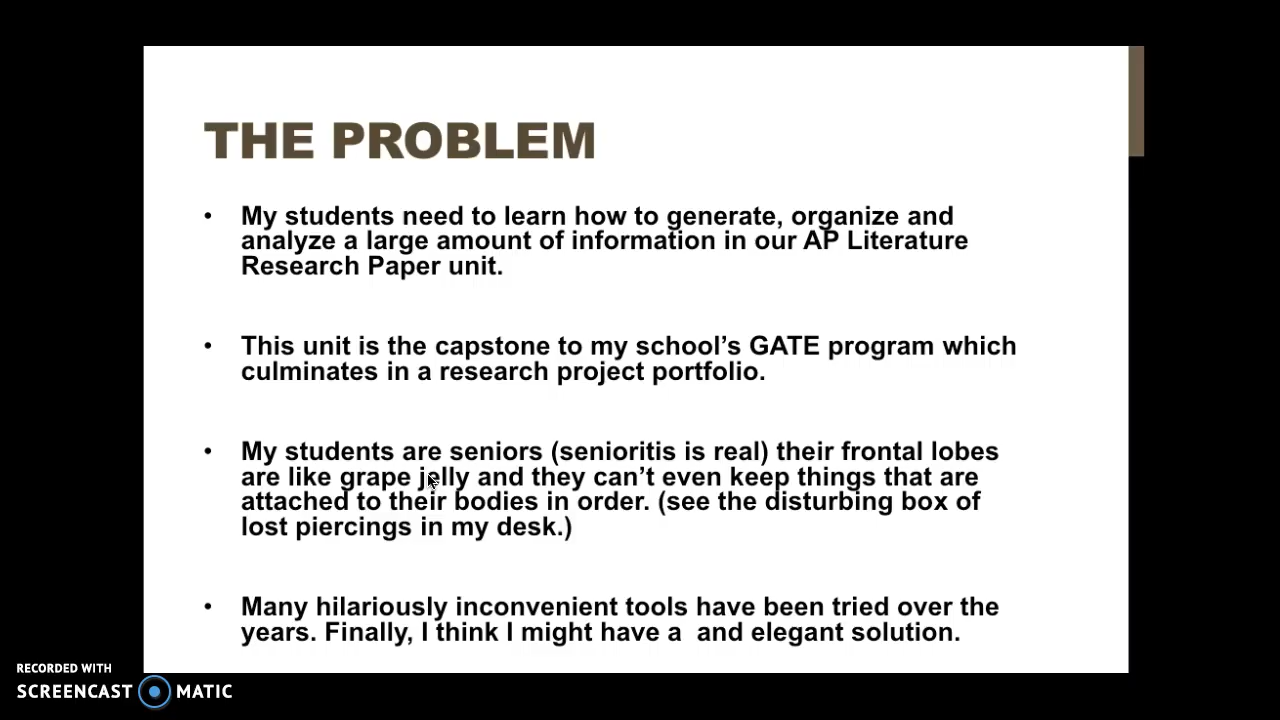 THE PROBLEM
• My students need to learn how to generate, organize and
analyze a large amount of information in our AP Literature
Research Paper unit.
• This unit is the capstone to my school’s GATE program which
culminates in a research project portfolio.
• My students are seniors (senioritis is real) their frontal lobes
are like grape jelly and they can’t even keep things that are
attached to their bodies in order. (see the disturbing box of
lost piercings in my desk.)
• Many hilariously inconvenient tools have been tried over the
years. Finally, I think I might have a  and elegant solution.
RECORDED WITH
SCREENCAST MATIC